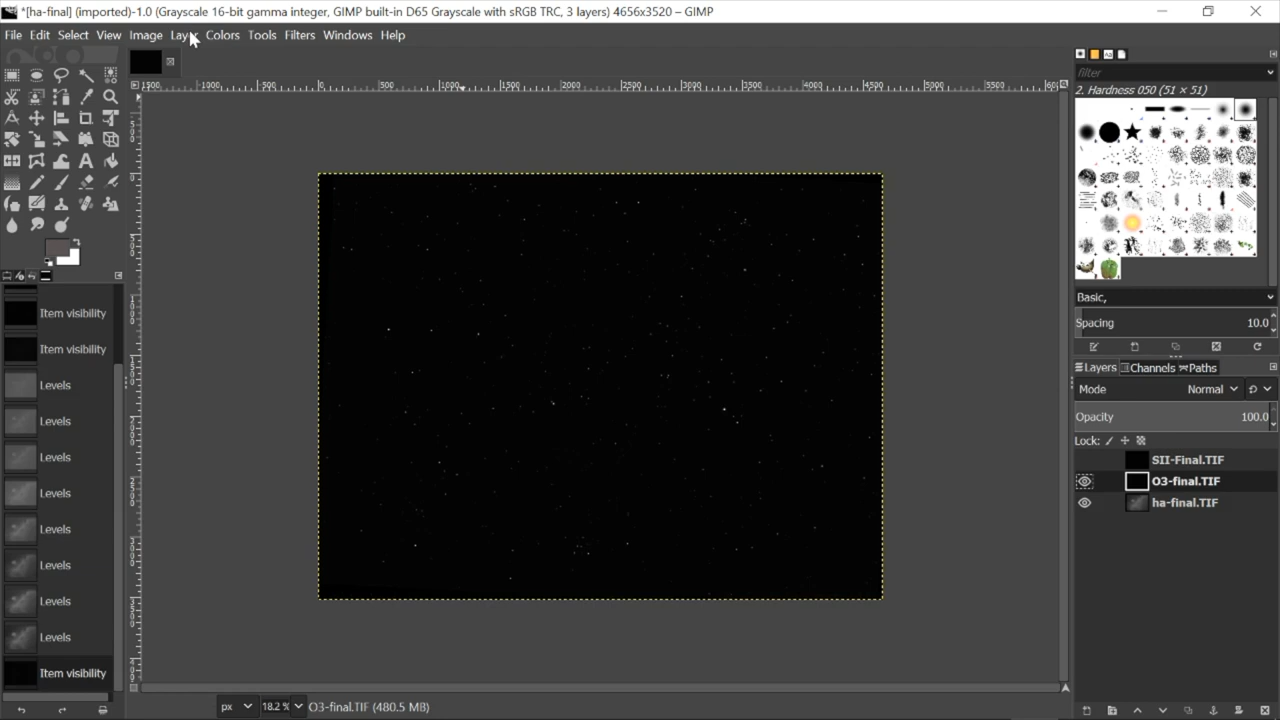 *[ha-final] (imported)-1.0 (Grayscale 16-bit gamma integer, GIMP built-in D65 Grayscale with sRGB TRC, 3 layers) 4656x3520 – GIMP
File Edit Select View Image Layer Colors Tools Filters Windows Help
filter
2. Hardness 050 (51 × 51)
Basic,
Spacing 10.0
Layers Channels Paths
Mode Normal
Opacity 100.0
Lock:
SII-Final.TIF
O3-final.TIF
ha-final.TIF
Item visibility
Item visibility
Levels
Levels
Levels
Levels
Levels
Levels
Levels
Levels
Item visibility
px 18.2 % O3-final.TIF (480.5 MB)